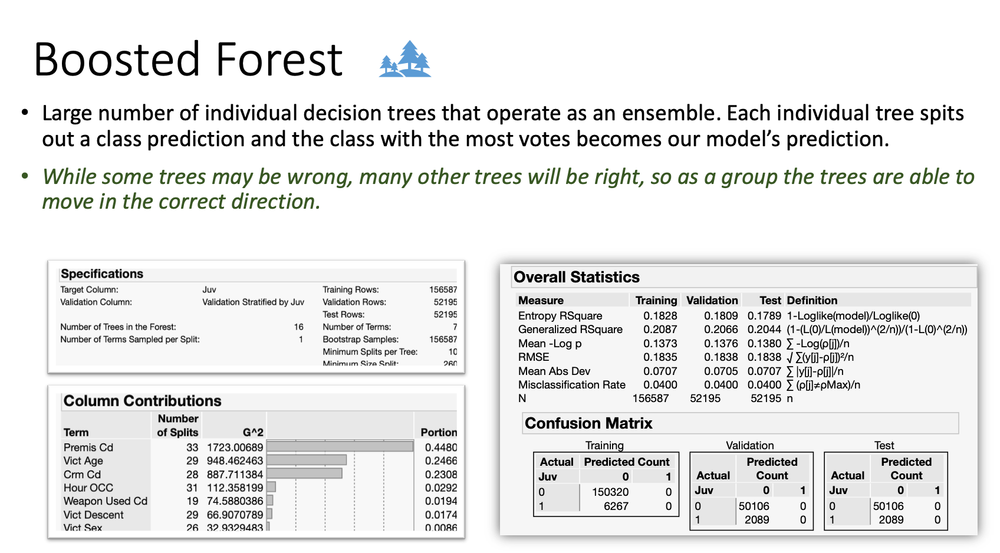 Boosted Forest
• Large number of individual decision trees that operate as an ensemble. Each individual tree spits
out a class prediction and the class with the most votes becomes our model’s prediction.
• While some trees may be wrong, many other trees will be right, so as a group the trees are able to
move in the correct direction.
Specifications
Target Column: Juv Training Rows: 156587
Validation Column: Validation Stratified by Juv Validation Rows: 52195
Test Rows: 52195
Number of Trees in the Forest: 16 Number of Terms: 7
Number of Terms Sampled per Split: 1 Bootstrap Samples: 156587
Minimum Splits per Tree: 10
Minimum Size Split: 260
Column Contributions
Number
Term of Splits G^2 Portion
Premis Cd 33 1723.00689 0.4480
Vict Age 29 948.462463 0.2466
Crm Cd 28 887.711384 0.2308
Hour OCC 31 112.358199 0.0292
Weapon Used Cd 19 74.5880386 0.0194
Vict Descent 29 66.9070789 0.0174
Vict Sex 26 32.9329483 0.0086
Overall Statistics
Measure Training Validation Test Definition
Entropy RSquare 0.1828 0.1809 0.1789 1-Loglike(model)/Loglike(0)
Generalized RSquare 0.2087 0.2066 0.2044 (1-(L(0)/L(model))^(2/n))/(1-L(0)^(2/n))
Mean -Log p 0.1373 0.1376 0.1380 ∑ -Log(ρ[j])/n
RMSE 0.1835 0.1838 0.1838 √ ∑(y[j]-ρ[j])²/n
Mean Abs Dev 0.0707 0.0705 0.0707 ∑ |y[j]-ρ[j]|/n
Misclassification Rate 0.0400 0.0400 0.0400 ∑ (ρ[j]≠ρMax)/n
N 156587 52195 52195 n
Confusion Matrix
Training
Actual Predicted Count
Juv 0 1
0 150320 0
1 6267 0
Validation
Predicted
Actual Count
Juv 0 1
0 50106 0
1 2089 0
Test
Predicted
Actual Count
Juv 0 1
0 50106 0
1 2089 0